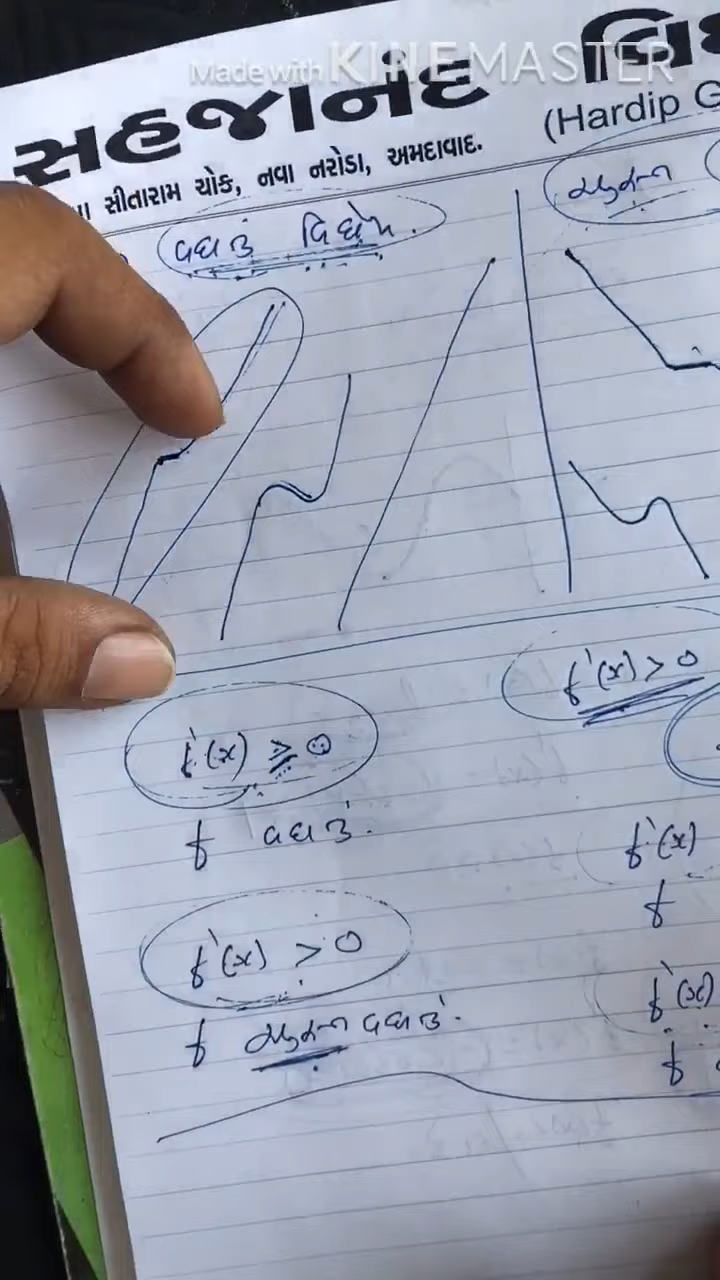 Made with KINEMASTER
સહજાનંદ વિ
(Hardip G
સીતારામ ચોક, નવા નરોડા, અમદાવાદ.
વધતું વિધેય.
f'(x) > 0
f'(x) ≥ 0
f વધતું.
f'(x)
f
f'(x) > 0
f'(x)
f ચુસ્ત વધતું.
f